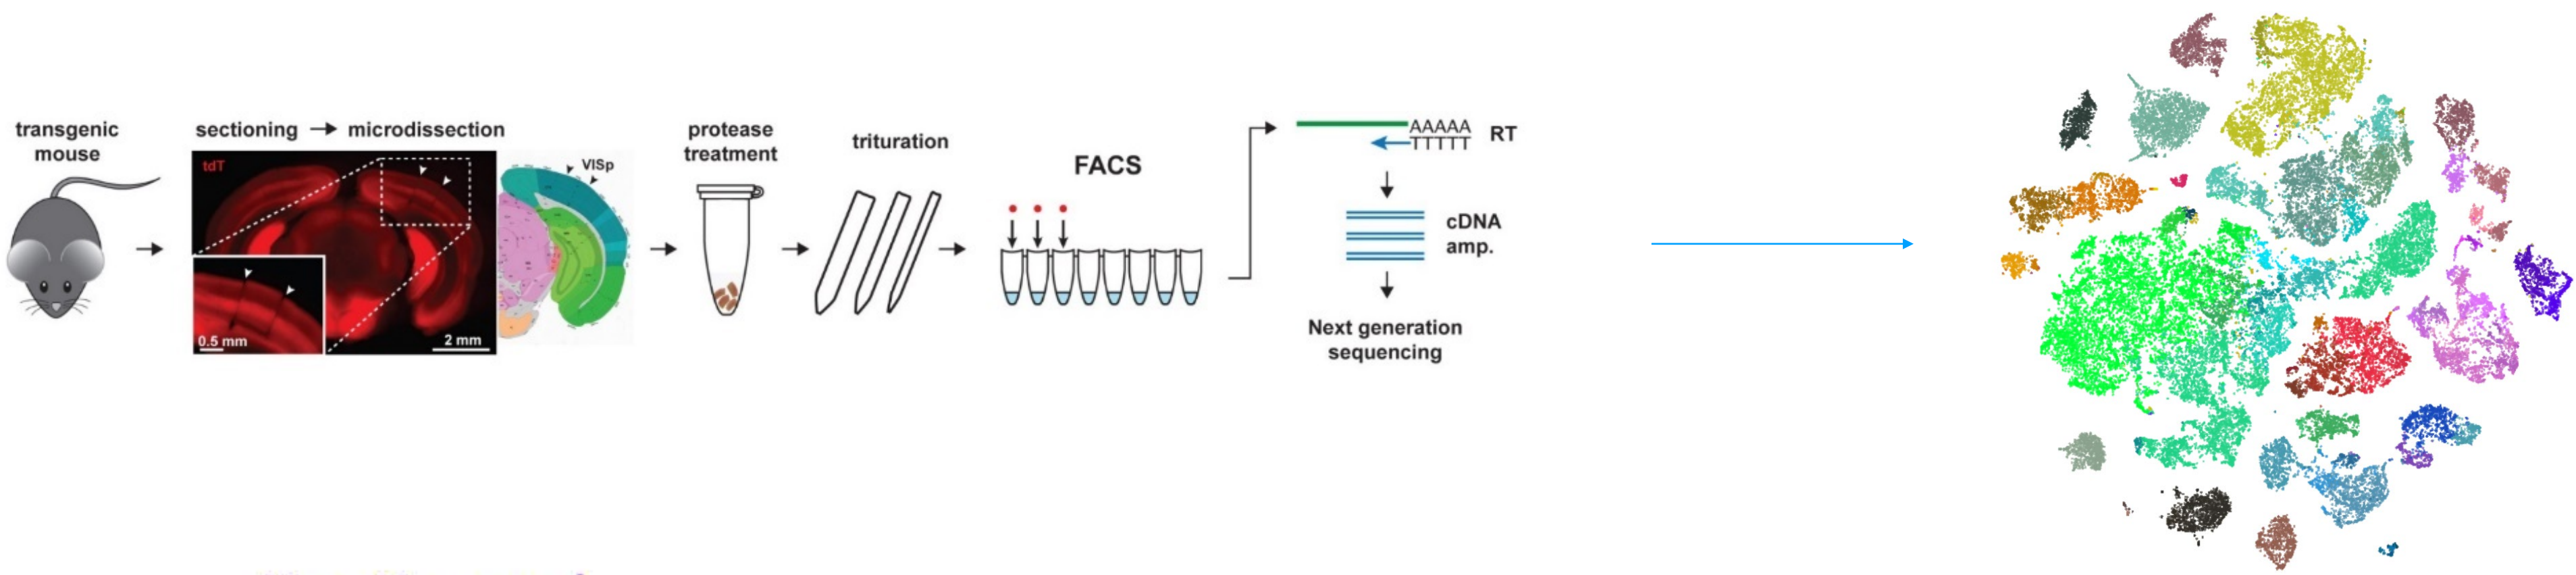 transgenic
mouse
sectioning → microdissection
tdT
0.5 mm
2 mm
VISp
protease
treatment
trituration
FACS
AAAAA
TTTTT
RT
cDNA
amp.
Next generation
sequencing